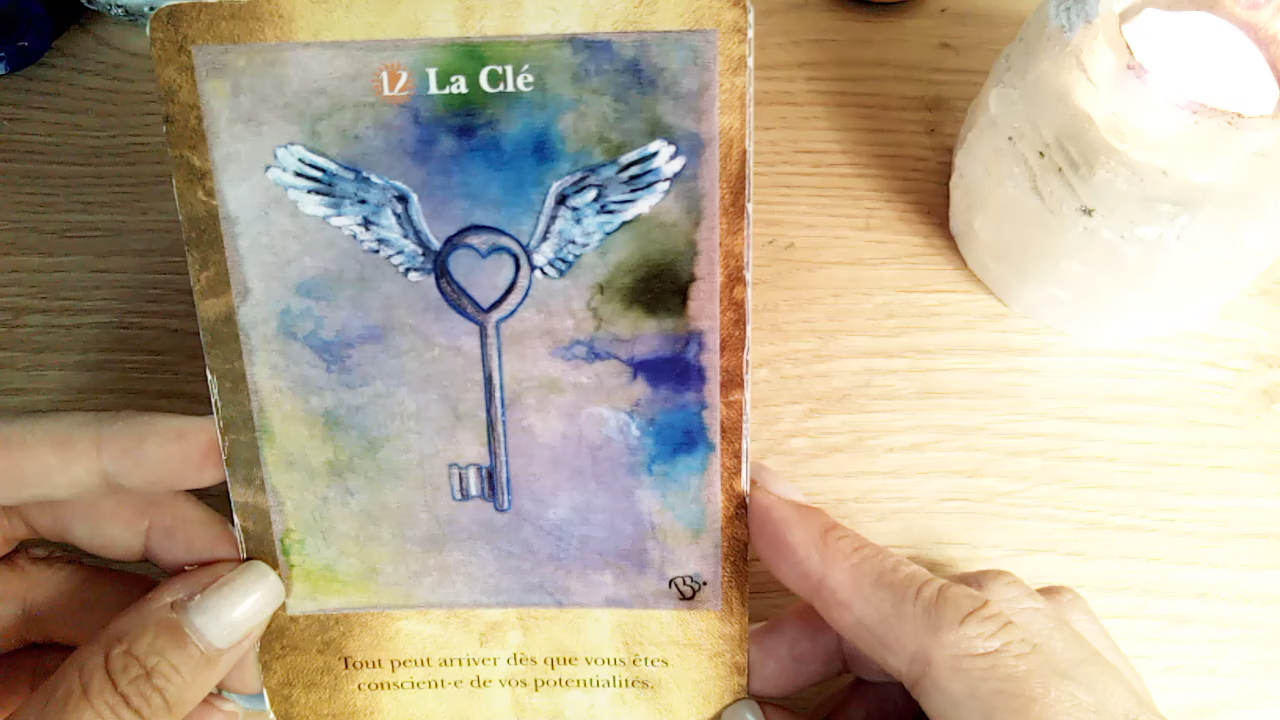 12 La Clé
Tout peut arriver dès que vous êtes
conscient·e de vos potentialités.